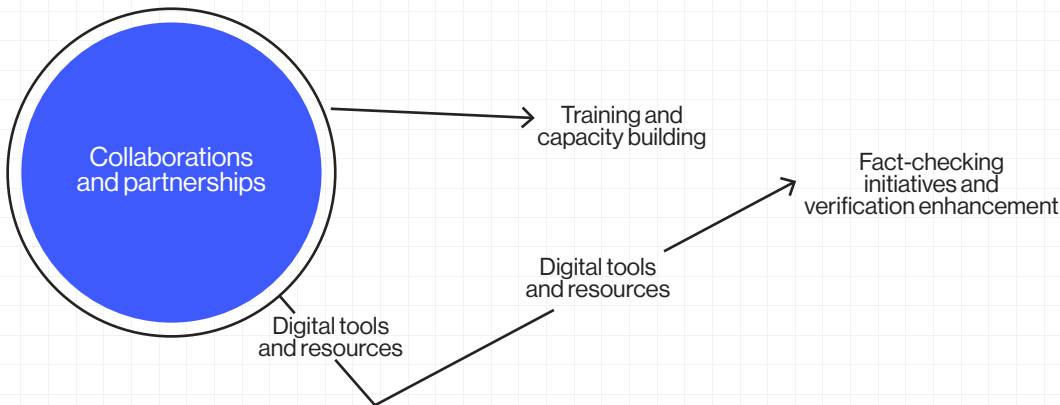 Collaborations
and partnerships
Training and
capacity building
Fact-checking
initiatives and
verification enhancement
Digital tools
and resources
Digital tools
and resources